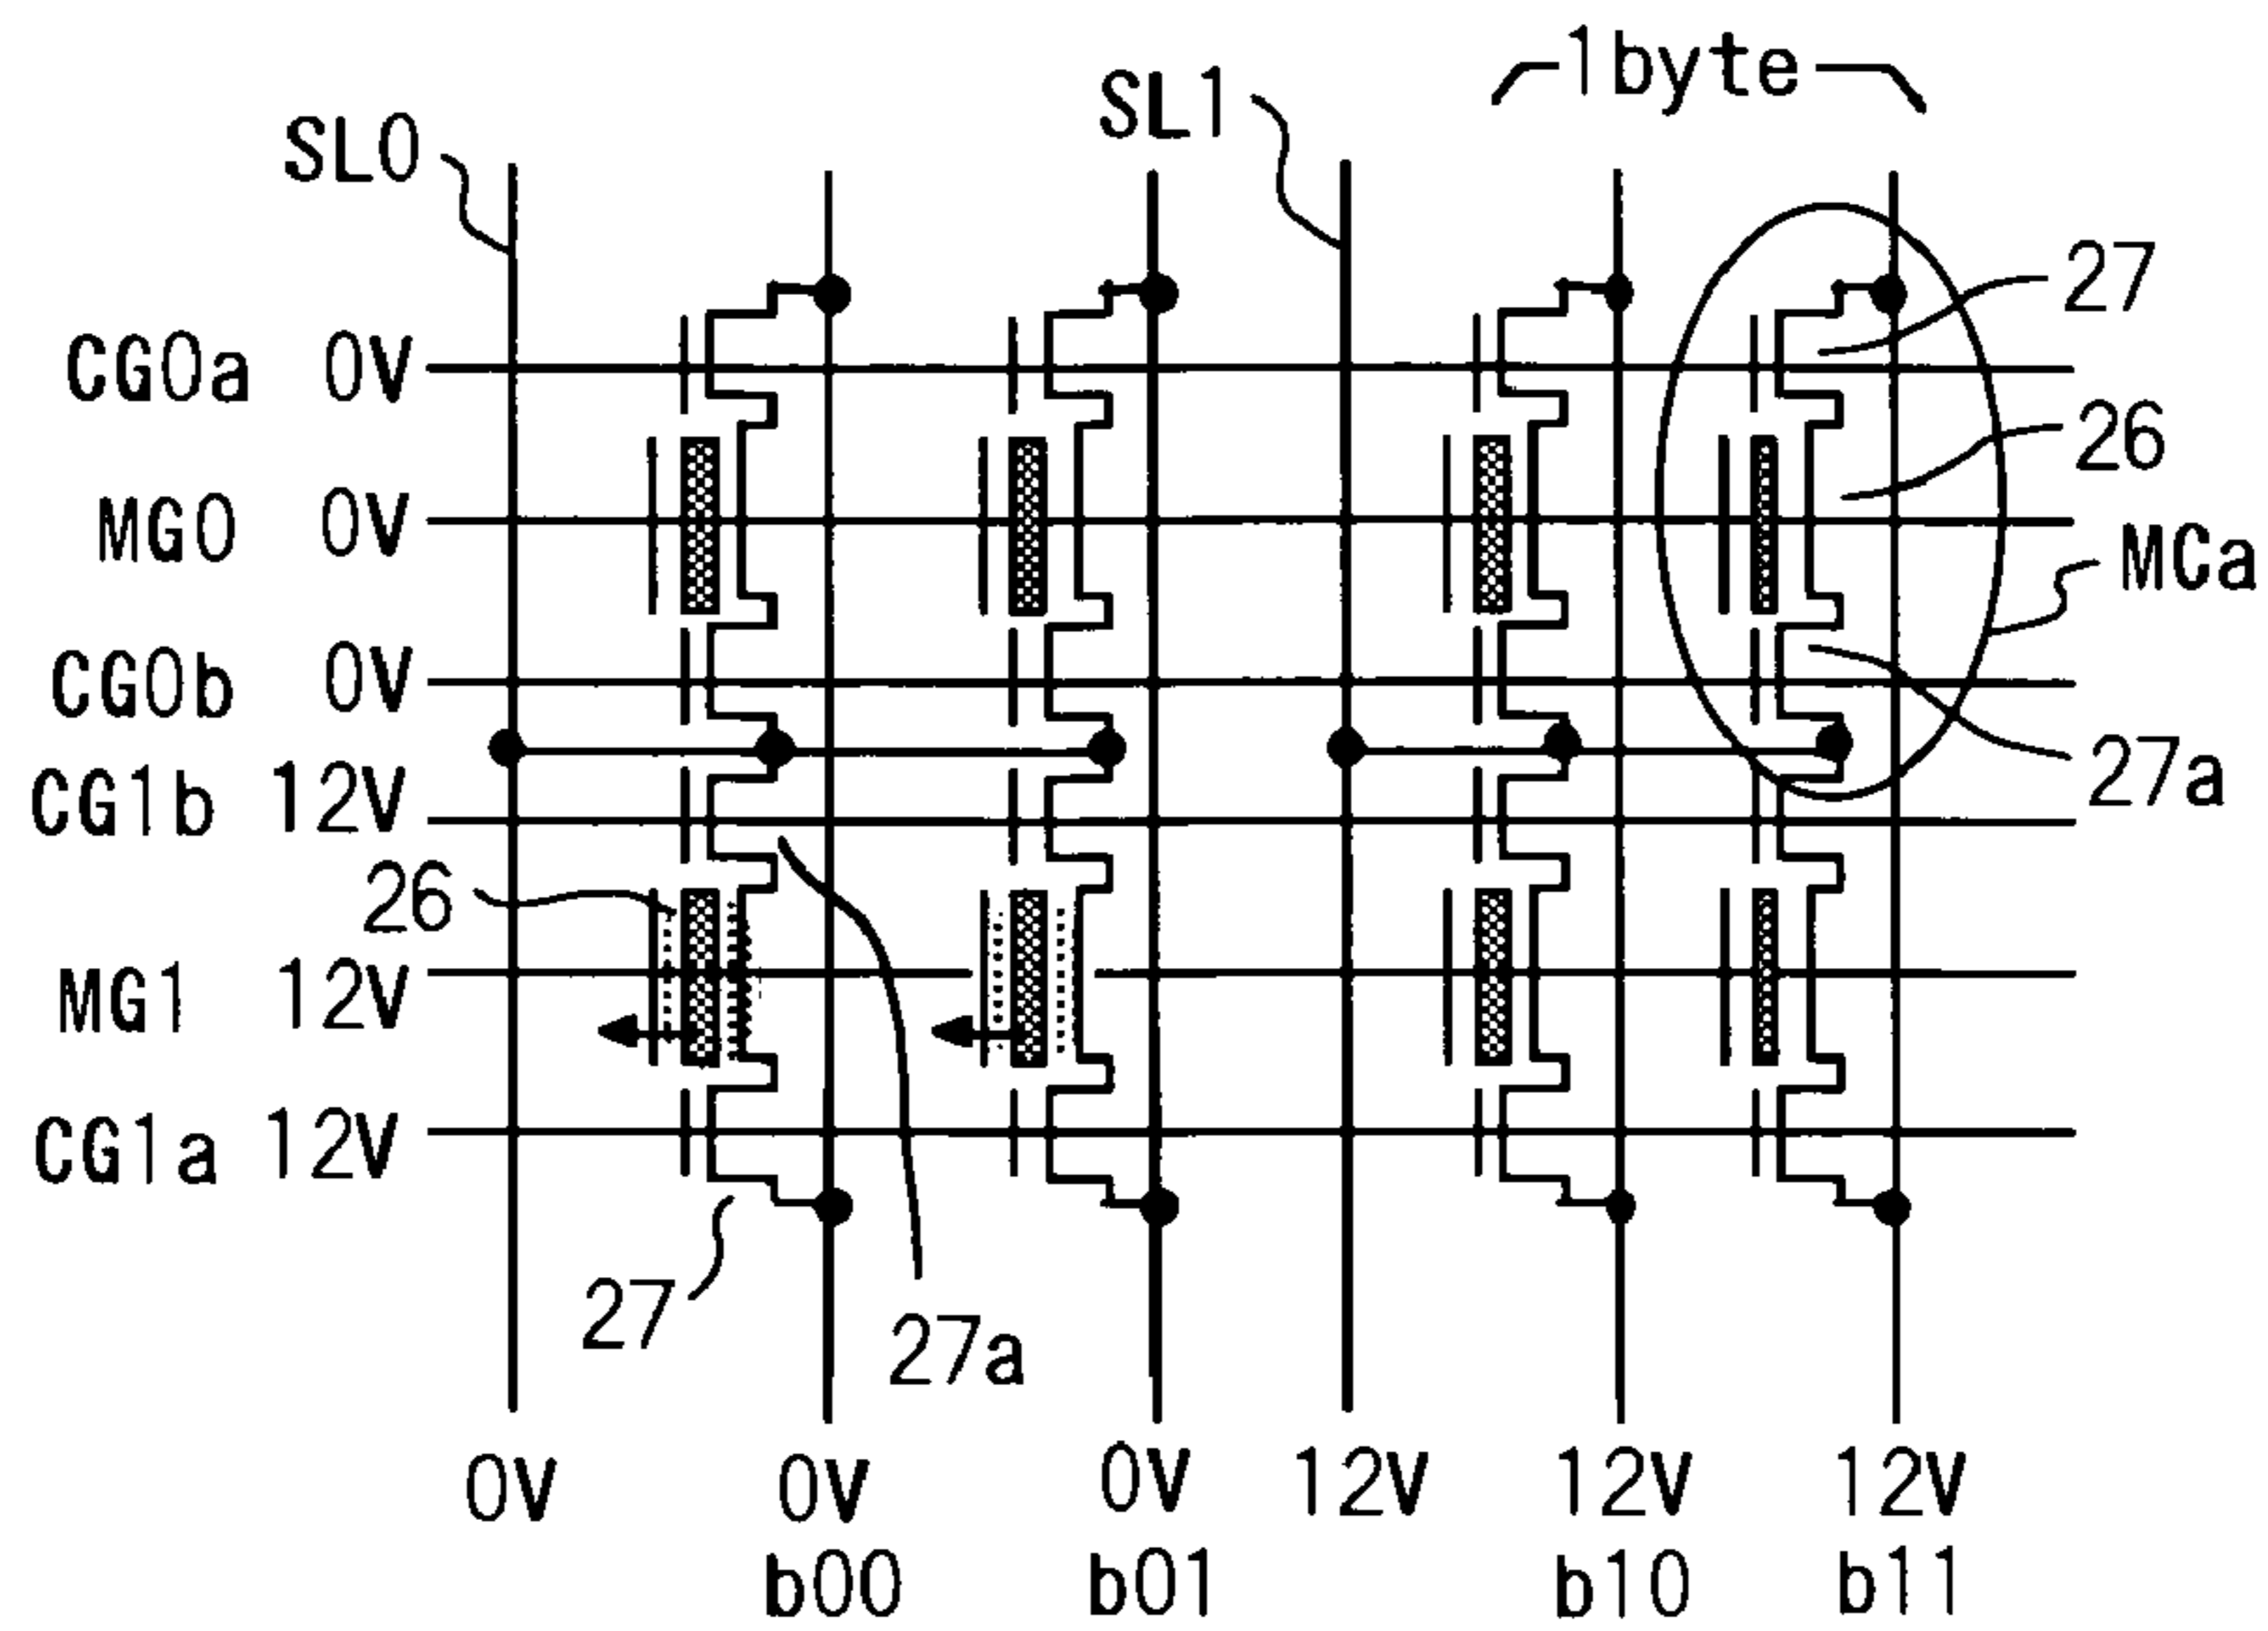 1byte
SL1
SL0
27
CG0a 0V
26
MG0 0V
MCa
CG0b 0V
27a
CG1b 12V
26
MG1 12V
CG1a 12V
27
27a
0V 0V 0V 12V 12V 12V
b00 b01 b10 b11